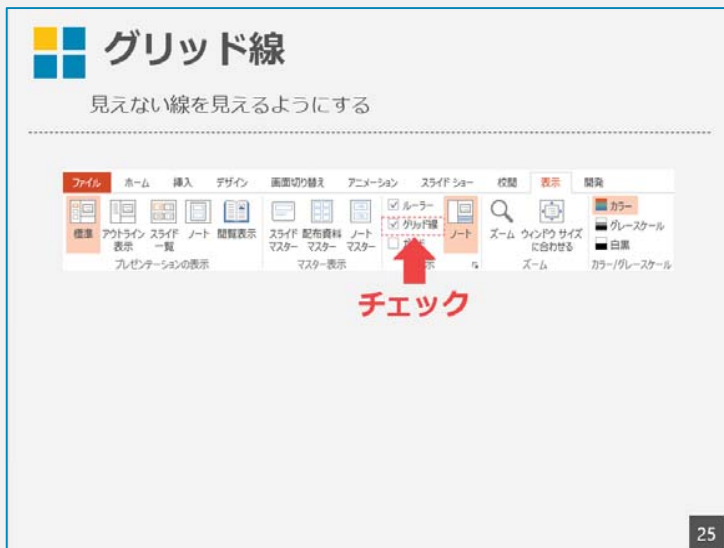 グリッド線
見えない線を見えるようにする
ファイル ホーム 挿入 デザイン 画面切り替え アニメーション スライド ショー 校閲 表示 開発
標準 アウトライン 表示 スライド 一覧 ノート 閲覧表示
プレゼンテーションの表示
スライド マスター 配布資料 マスター ノート マスター
マスター表示
ルーラー
グリッド線
ノート
ズーム ウィンドウ サイズ に合わせる
ズーム
カラー
グレースケール
白黒
カラー/グレースケール
チェック
25